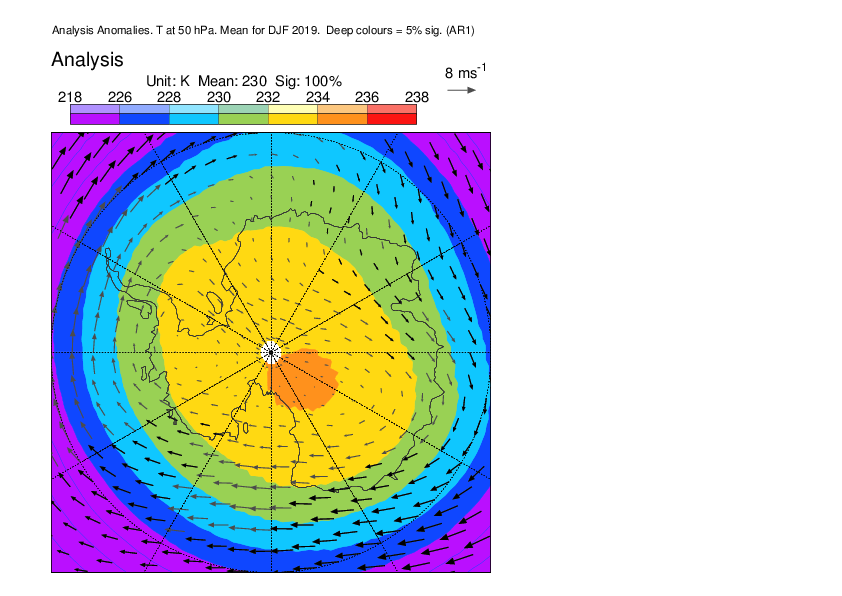 Analysis Anomalies. T at 50 hPa. Mean for DJF 2019. Deep colours = 5% sig. (AR1)
Analysis
8 ms-1
Unit: K Mean: 230 Sig: 100%
218 226 228 230 232 234 236 238